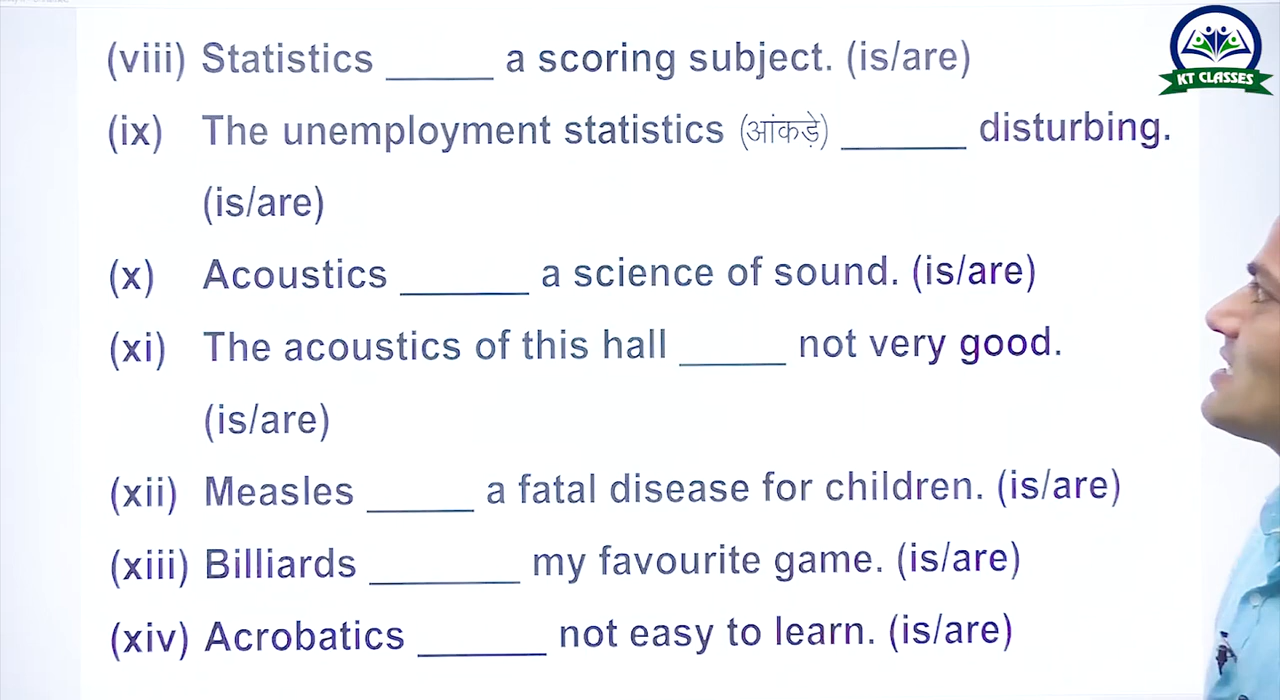 KT CLASSES
(viii) Statistics _____ a scoring subject. (is/are)
(ix) The unemployment statistics (आंकड़े) ______ disturbing.
(is/are)
(x) Acoustics ______ a science of sound. (is/are)
(xi) The acoustics of this hall _____ not very good.
(is/are)
(xii) Measles _____ a fatal disease for children. (is/are)
(xiii) Billiards _______ my favourite game. (is/are)
(xiv) Acrobatics ______ not easy to learn. (is/are)